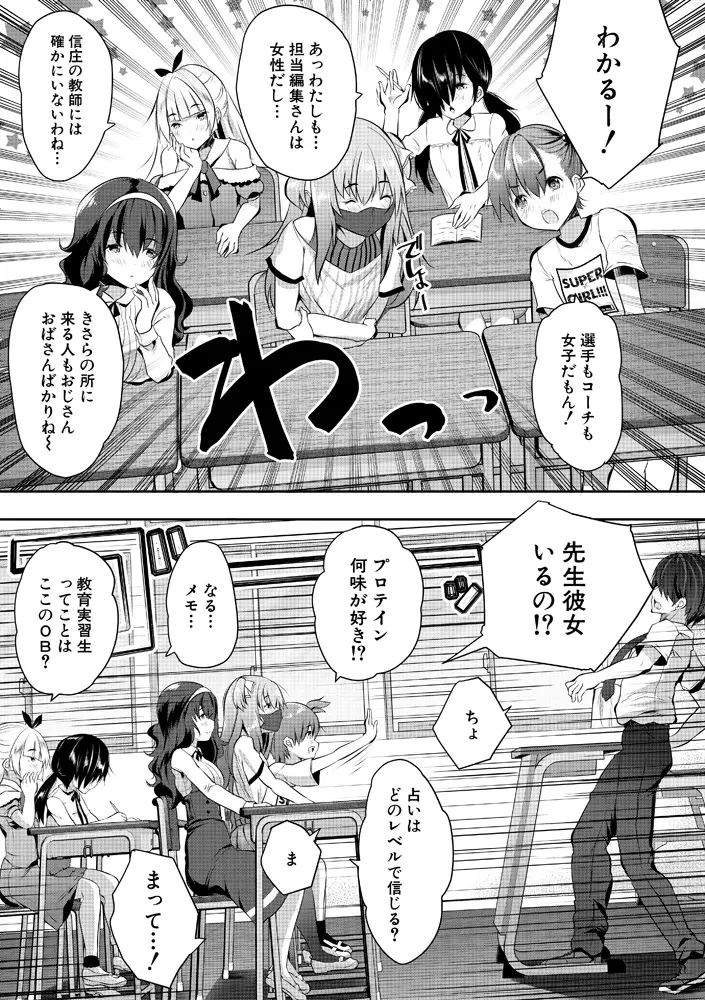 わかるー！
あっわたしも…
担当編集さんは
女性だし…
信庄の教師には
確かにいないわね…
SUPER
GIRL!!!
選手もコーチも
女子だもん！
でしょー
きさらの所に
来る人もおじさん
おばさんばかりね〜
わっっ
先生彼女
いるの!?
プロテイン
何味が好き!?
なる…
メモ…
教育実習生
ってことは
ここのOB？
ちょ
占いは
どのレベルで信じる？
ま
まって…！